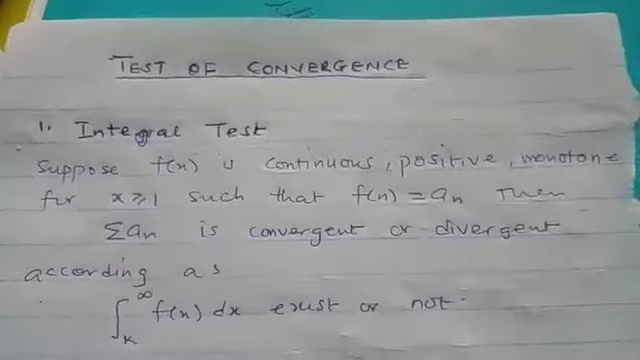 TEST OF CONVERGENCE
1. Integral Test
Suppose f(x) is continuous, positive, monotone
for x ≥ 1 such that f(n) = aₙ Then
Σaₙ is convergent or divergent
according as
∫_K^∞ f(x) dx exist or not.